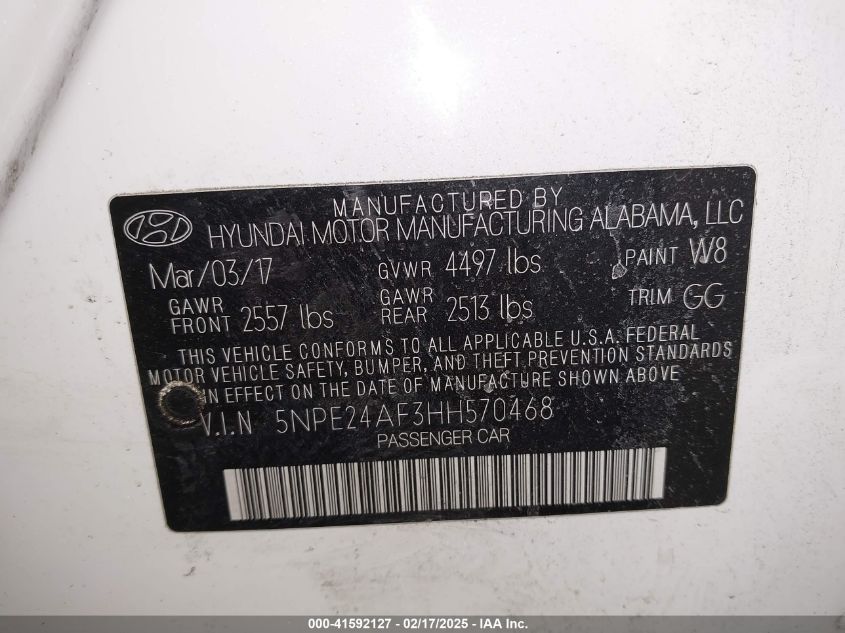 MANUFACTURED BY
HYUNDAI MOTOR MANUFACTURING ALABAMA, LLC
Mar/03/17 GVWR 4497 lbs PAINT W8
GAWR FRONT 2557 lbs GAWR REAR 2513 lbs TRIM GG
THIS VEHICLE CONFORMS TO ALL APPLICABLE U.S.A. FEDERAL
MOTOR VEHICLE SAFETY, BUMPER, AND THEFT PREVENTION STANDARDS
IN EFFECT ON THE DATE OF MANUFACTURE SHOWN ABOVE
V.I.N 5NPE24AF3HH570468
PASSENGER CAR
000-41592127 - 02/17/2025 - IAA Inc.